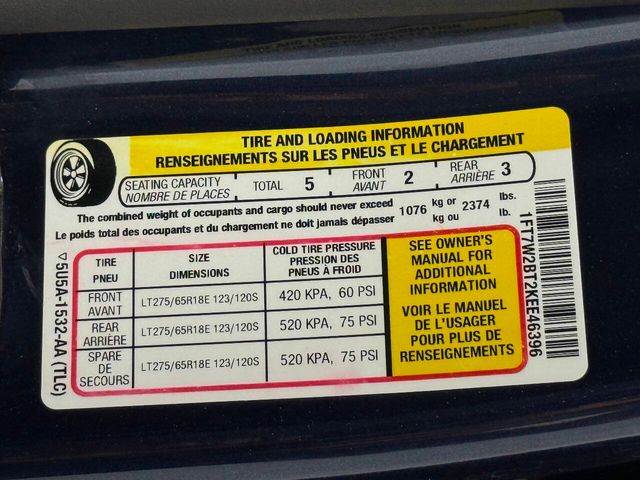 TIRE AND LOADING INFORMATION
RENSEIGNEMENTS SUR LES PNEUS ET LE CHARGEMENT
SEATING CAPACITY
NOMBRE DE PLACES
TOTAL 5
FRONT
AVANT
2
REAR
ARRIÈRE
3
The combined weight of occupants and cargo should never exceed
Le poids total des occupants et du chargement ne doit jamais dépasser
1076
kg or
kg ou
2374
lbs.
lb.
TIRE
PNEU
SIZE
DIMENSIONS
COLD TIRE PRESSURE
PRESSION DES
PNEUS À FROID
FRONT
AVANT
LT275/65R18E 123/120S
420 KPA, 60 PSI
REAR
ARRIÈRE
LT275/65R18E 123/120S
520 KPA, 75 PSI
SPARE
DE
SECOURS
LT275/65R18E 123/120S
520 KPA, 75 PSI
SEE OWNER'S
MANUAL FOR
ADDITIONAL
INFORMATION
VOIR LE MANUEL
DE L'USAGER
POUR PLUS DE
RENSEIGNEMENTS
5U5A-1532-AA (TLC)
1FT7W2BT2KEE46396